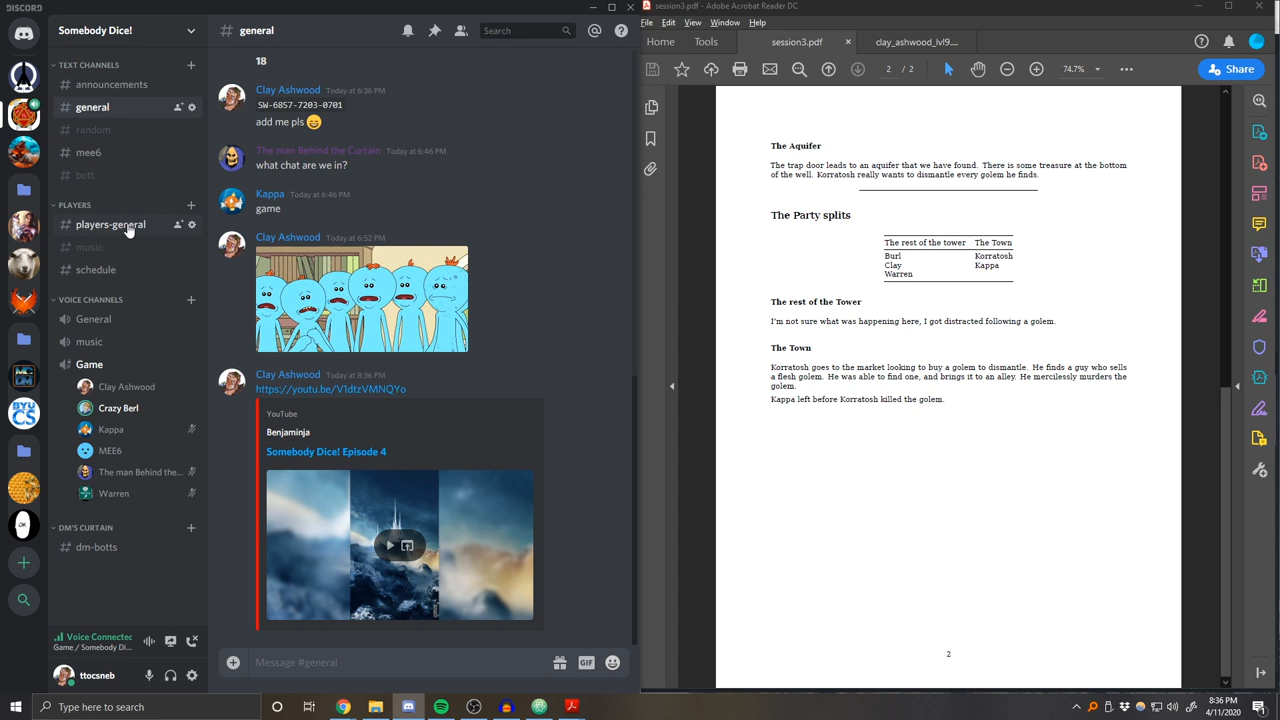 DISCORD
Somebody Dice!
TEXT CHANNELS
# announcements
# general
# random
# mee6
# bott
PLAYERS
# players-general
# music
# schedule
VOICE CHANNELS
General
music
Game
Clay Ashwood
Crazy Berl
Kappa
MEE6
The man Behind the...
Warren
DM'S CURTAIN
dm-botts
Voice Connected
Game / Somebody Di...
ttocsneb
# general
Search
18
Clay Ashwood Today at 6:36 PM
SW-6857-7203-0701
add me pls 😄
The man Behind the Curtain Today at 6:46 PM
what chat are we in?
Kappa Today at 6:46 PM
game
Clay Ashwood Today at 6:52 PM
Clay Ashwood Today at 8:36 PM
https://youtu.be/V1dtzVMNQYo
YouTube
Benjaminja
Somebody Dice! Episode 4
Message #general
GIF
session3.pdf - Adobe Acrobat Reader DC
File Edit View Window Help
Home Tools session3.pdf × clay_ashwood_lvl9....
2 / 2 74.7% Share
The Aquifer
The trap door leads to an aquifer that we have found. There is some treasure at the bottom
of the well. Korratosh really wants to dismantle every golem he finds.
The Party splits
The rest of the tower The Town
Burl Korratosh
Clay Kappa
Warren
The rest of the Tower
I'm not sure what was happening here, I got distracted following a golem.
The Town
Korratosh goes to the market looking to buy a golem to dismantle. He finds a guy who sells
a flesh golem. He was able to find one, and brings it to an alley. He mercilessly murders the
golem.
Kappa left before Korratosh killed the golem.
2
BYU
CS
OK
Type here to search
8:36 PM
4/11/2020